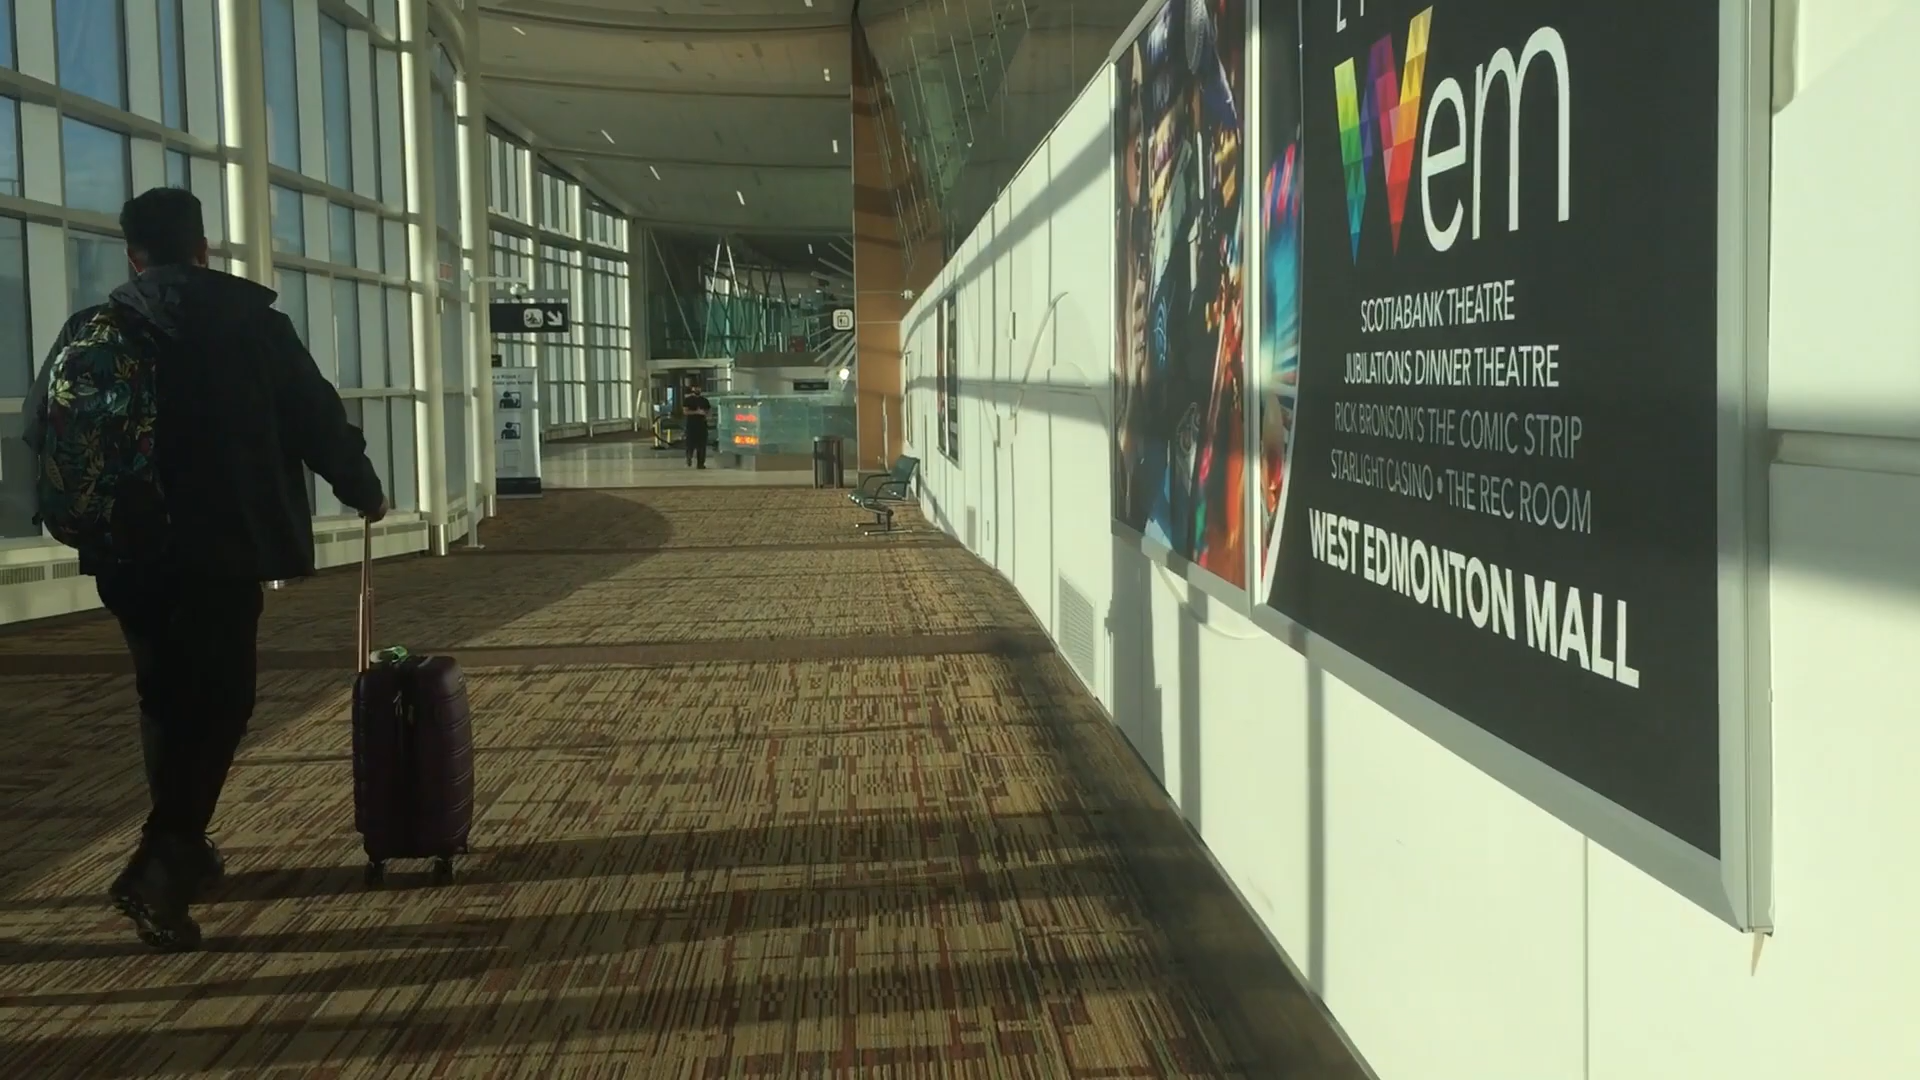 Wem
SCOTIABANK THEATRE
JUBILATIONS DINNER THEATRE
RICK BRONSON'S THE COMIC STRIP
STARLIGHT CASINO • THE REC ROOM
WEST EDMONTON MALL